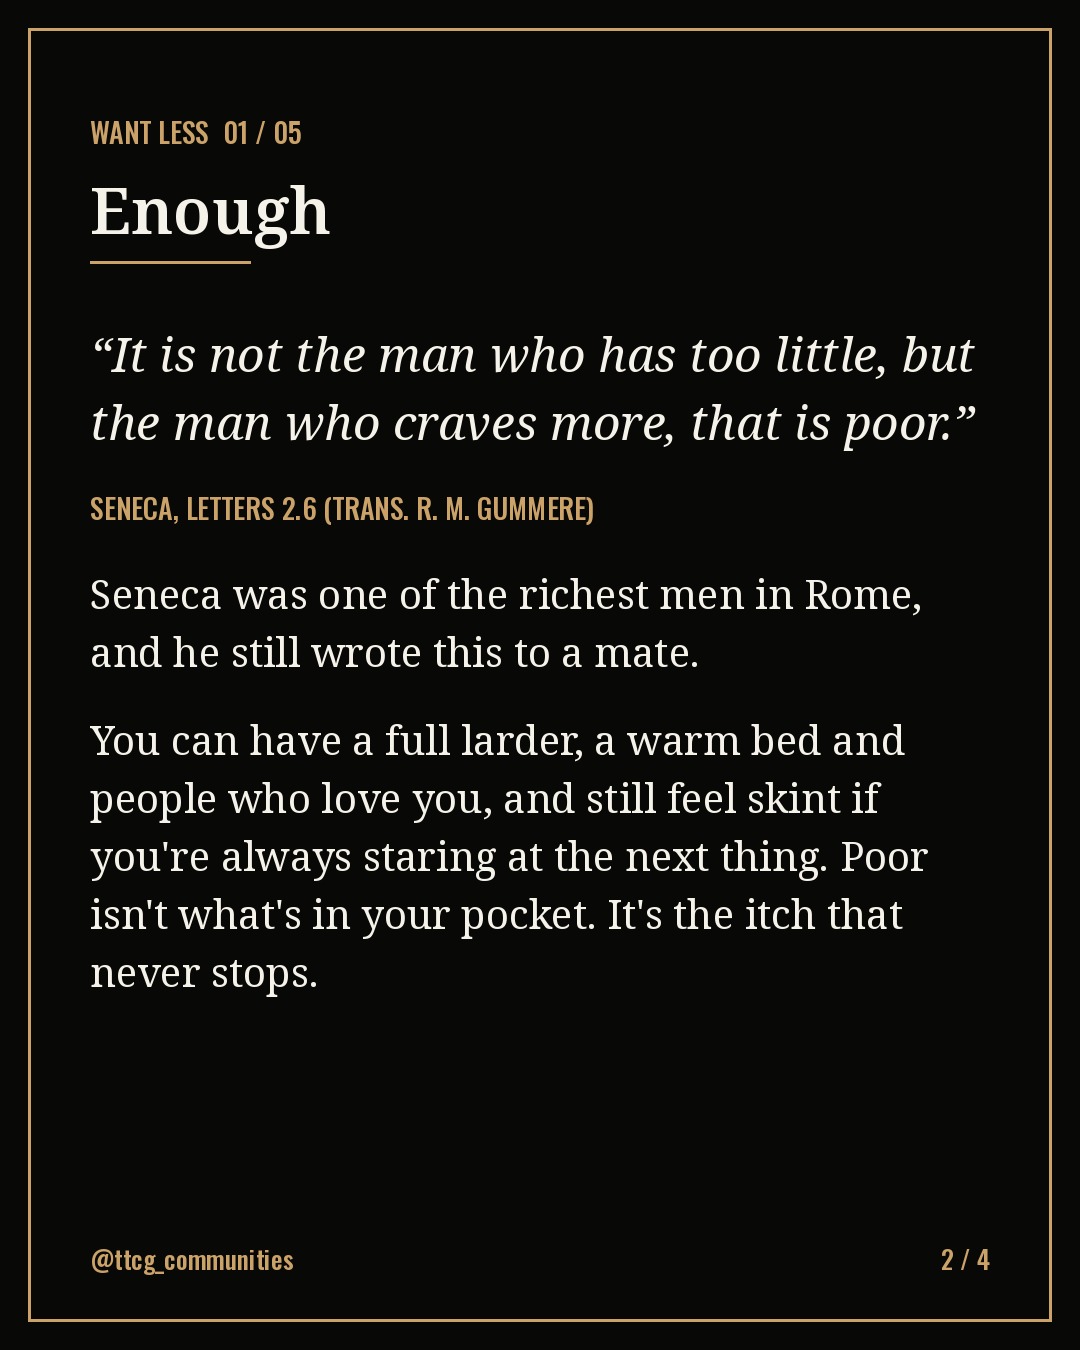 WANT LESS 01 / 05
Enough
“It is not the man who has too little, but
the man who craves more, that is poor.”
SENECA, LETTERS 2.6 (TRANS. R. M. GUMMERE)
Seneca was one of the richest men in Rome,
and he still wrote this to a mate.
You can have a full larder, a warm bed and
people who love you, and still feel skint if
you're always staring at the next thing. Poor
isn't what's in your pocket. It's the itch that
never stops.
@ttcg_communities
2 / 4